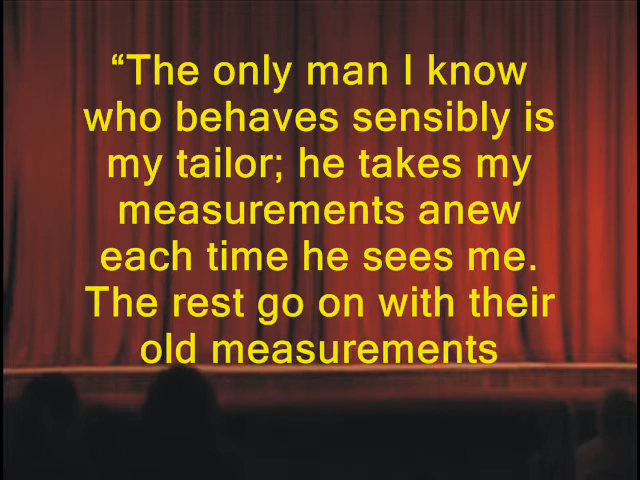 “The only man I know
who behaves sensibly is
my tailor; he takes my
measurements anew
each time he sees me.
The rest go on with their
old measurements